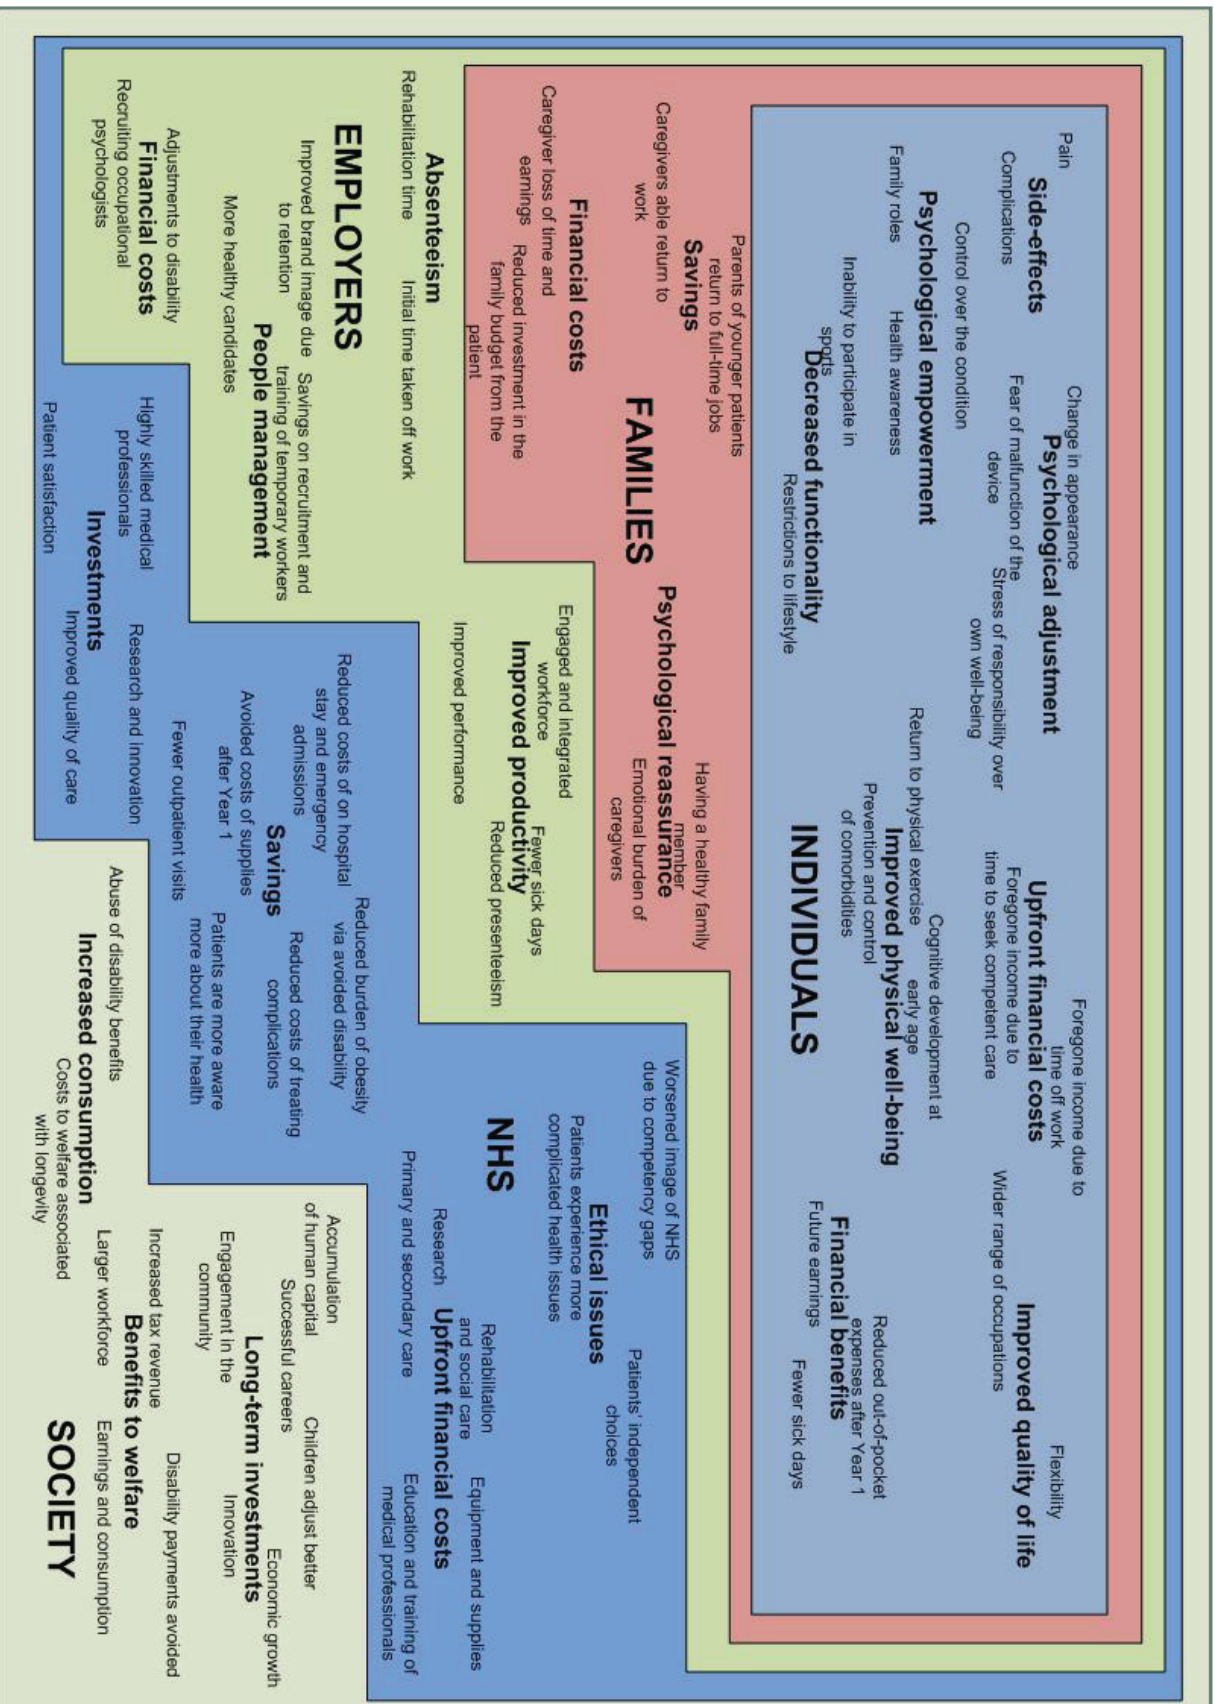 Pain
Side-effects
Complications
Change in appearance
Psychological adjustment
Fear of malfunction of the
device
Stress of responsibility over
own well-being
Foregone income due to
time off work
Upfront financial costs
Foregone income due to
time to seek competent care
Flexibility
Improved quality of life
Wider range of occupations
Control over the condition
Psychological empowerment
Family roles
Health awareness
Inability to participate in
sports
Decreased functionality
Restrictions to lifestyle
Cognitive development at
early age
Return to physical exercise
Improved physical well-being
Prevention and control
of comorbidities
Reduced out-of-pocket
expenses after Year 1
Financial benefits
Future earnings
Fewer sick days
INDIVIDUALS
Parents of younger patients
return to full-time jobs
Savings
Caregivers able return to
work
FAMILIES
Having a healthy family
member
Psychological reassurance
Emotional burden of
caregivers
Financial costs
Caregiver loss of time and
earnings
Reduced investment in the
family budget from the
patient
Engaged and integrated
workforce
Improved productivity
Fewer sick days
Reduced presenteeism
Improved performance
Absenteeism
Rehabilitation time
Initial time taken off work
EMPLOYERS
Improved brand image due
to retention
Savings on recruitment and
training of temporary workers
People management
More healthy candidates
Adjustments to disability
Financial costs
Recruiting occupational
psychologists
Worsened image of NHS
due to competency gaps
Patients' independent
choices
Ethical issues
Patients experience more
complicated health issues
NHS
Rehabilitation
and social care
Equipment and supplies
Research
Upfront financial costs
Primary and secondary care
Education and training of
medical professionals
Reduced burden of obesity
via avoided disability
Reduced costs of on hospital
stay and emergency
admissions
Reduced costs of treating
complications
Savings
Avoided costs of supplies
after Year 1
Patients are more aware
more about their health
Fewer outpatient visits
Highly skilled medical
professionals
Research and innovation
Investments
Patient satisfaction
Improved quality of care
Accumulation
of human capital
Children adjust better
Successful careers
Economic growth
Long-term investments
Engagement in the
community
Innovation
Increased tax revenue
Disability payments avoided
Benefits to welfare
Larger workforce
Earnings and consumption
Abuse of disability benefits
Increased consumption
Costs to welfare associated
with longevity
SOCIETY